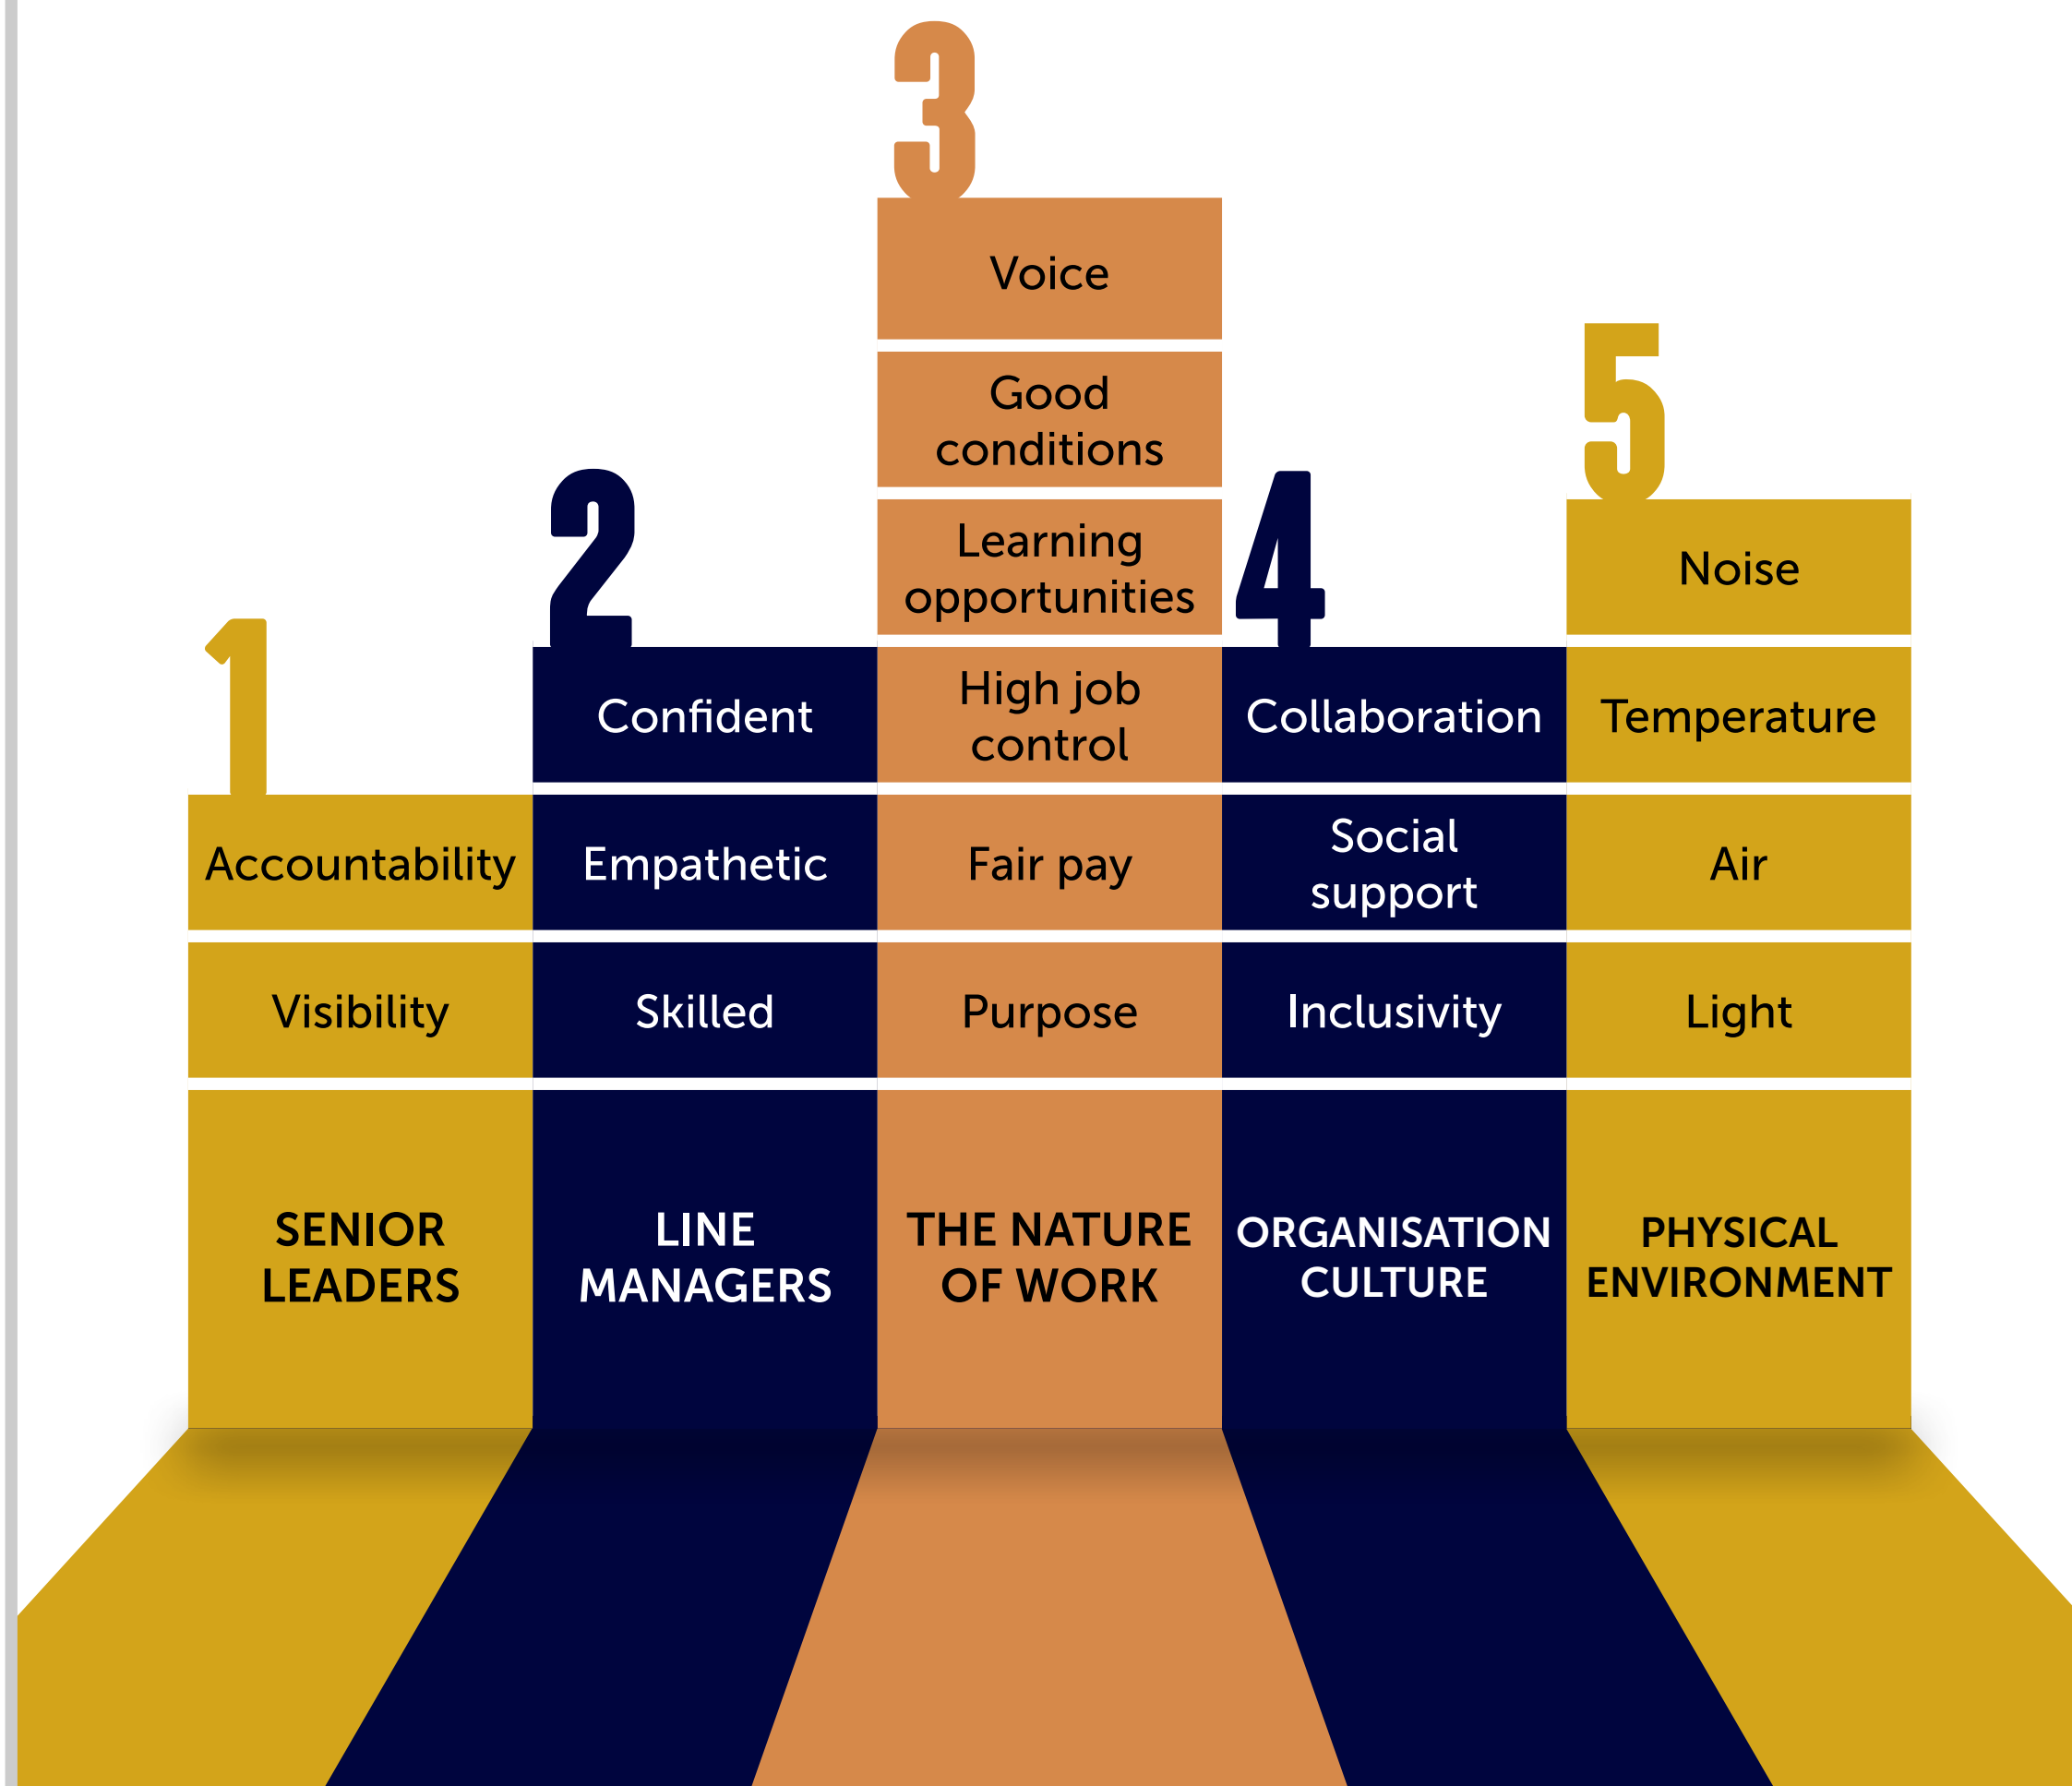 1
Accountability
Visibility
SENIOR
LEADERS
2
Confident
Empathetic
Skilled
LINE
MANAGERS
3
Voice
Good
conditions
Learning
opportunities
High job
control
Fair pay
Purpose
THE NATURE
OF WORK
4
Collaboration
Social
support
Inclusivity
ORGANISATION
CULTURE
5
Noise
Temperature
Air
Light
PHYSICAL
ENVIRONMENT